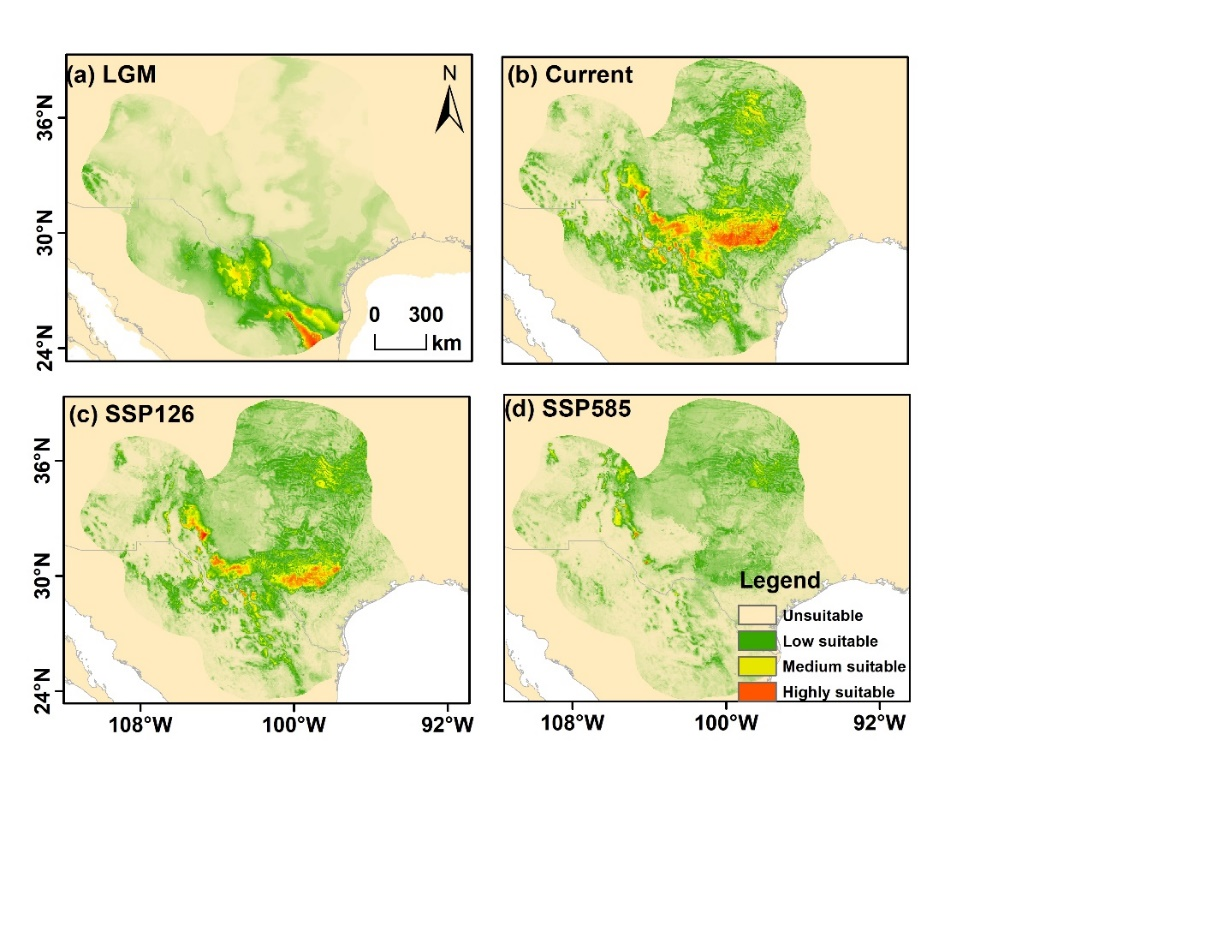 (a) LGM
N
36°N
30°N
24°N
0 300
km
(b) Current
(c) SSP126
36°N
30°N
24°N
108°W 100°W 92°W
(d) SSP585
Legend
Unsuitable
Low suitable
Medium suitable
Highly suitable
108°W 100°W 92°W